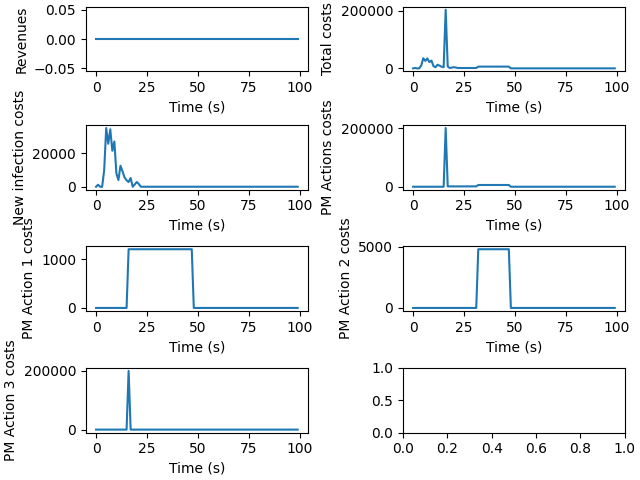 Revenues
0.05
0.00
−0.05
0 25 50 75 100
Time (s)
Total costs
200000
0
0 25 50 75 100
Time (s)
New infection costs
20000
0
0 25 50 75 100
Time (s)
PM Actions costs
200000
0
0 25 50 75 100
Time (s)
PM Action 1 costs
1000
0
0 25 50 75 100
Time (s)
PM Action 2 costs
5000
0
0 25 50 75 100
Time (s)
PM Action 3 costs
200000
0
0 25 50 75 100
Time (s)
1.0
0.5
0.0
0.0 0.2 0.4 0.6 0.8 1.0